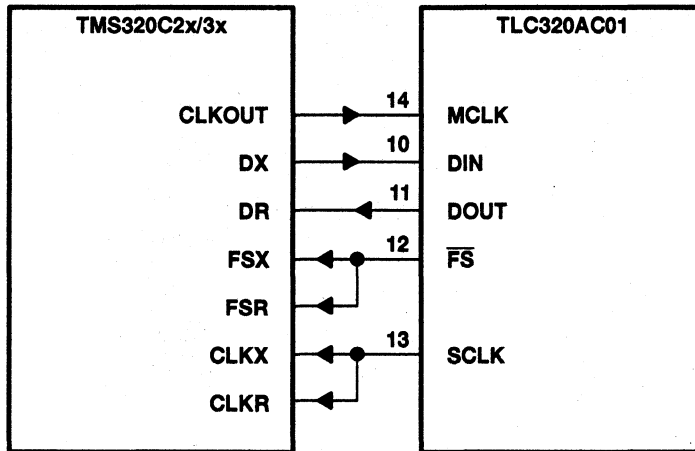 TMS320C2x/3x TLC320AC01
CLKOUT 14 MCLK
DX 10 DIN
DR 11 DOUT
FSX 12 FS
FSR
CLKX 13 SCLK
CLKR